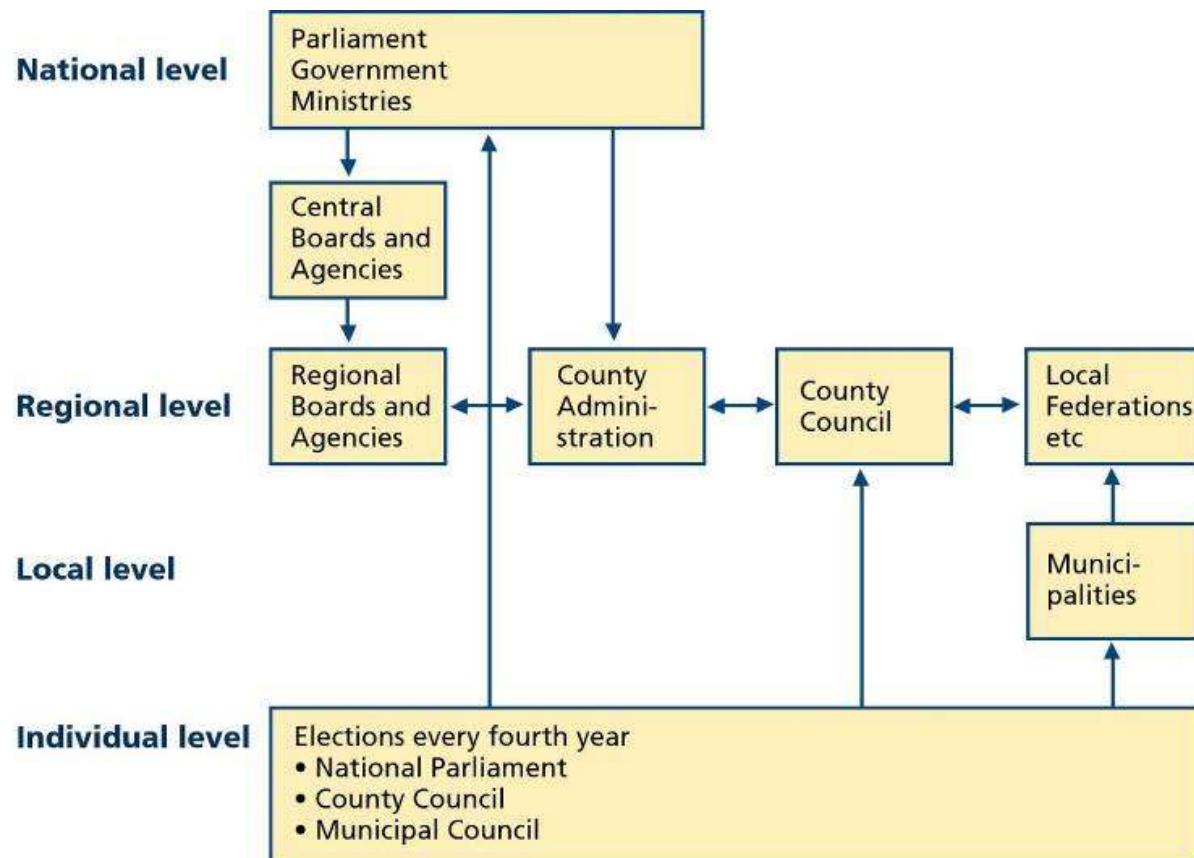 National level
Parliament
Government
Ministries
Central
Boards and
Agencies
Regional level
Regional
Boards and
Agencies
County
Admini-
stration
County
Council
Local
Federations
etc
Local level
Munici-
palities
Individual level
Elections every fourth year
• National Parliament
• County Council
• Municipal Council